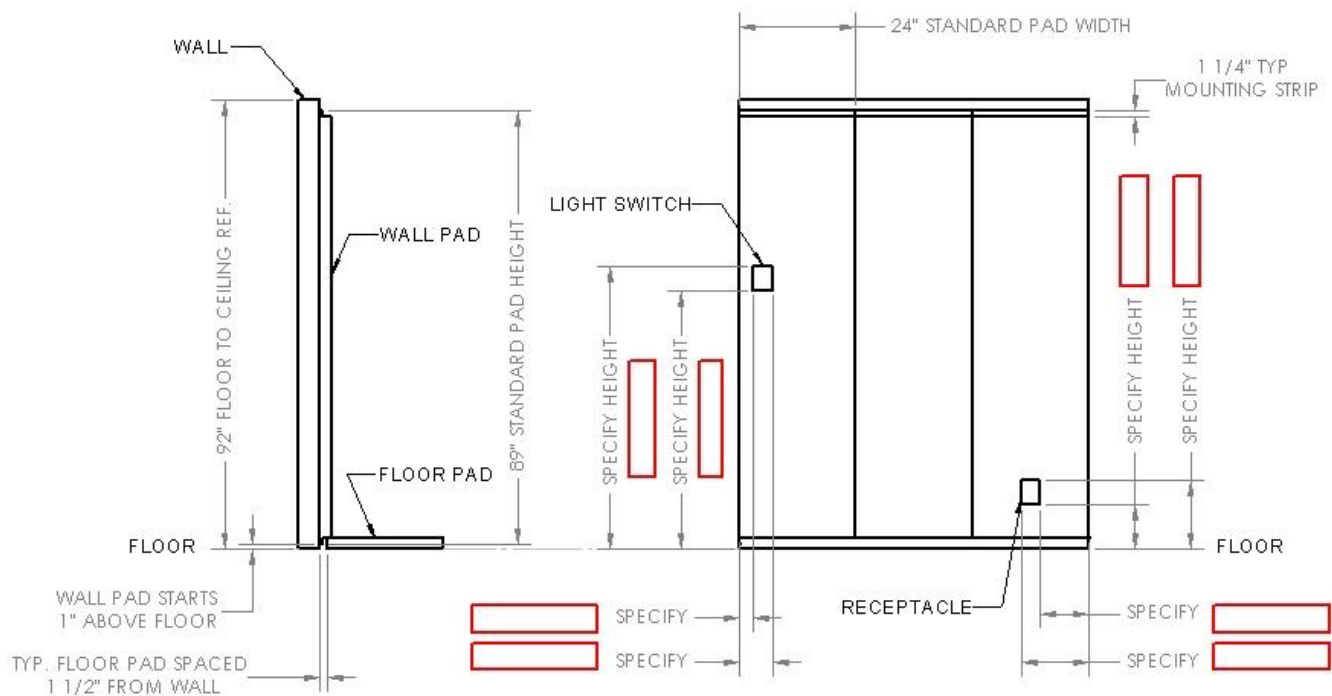 24" STANDARD PAD WIDTH
WALL
1 1/4" TYP
MOUNTING STRIP
LIGHT SWITCH
WALL PAD
92" FLOOR TO CEILING REF.
89" STANDARD PAD HEIGHT
SPECIFY HEIGHT
SPECIFY HEIGHT
SPECIFY HEIGHT
SPECIFY HEIGHT
FLOOR PAD
FLOOR
FLOOR
WALL PAD STARTS
1" ABOVE FLOOR
RECEPTACLE
SPECIFY
SPECIFY
SPECIFY
SPECIFY
TYP. FLOOR PAD SPACED
1 1/2" FROM WALL